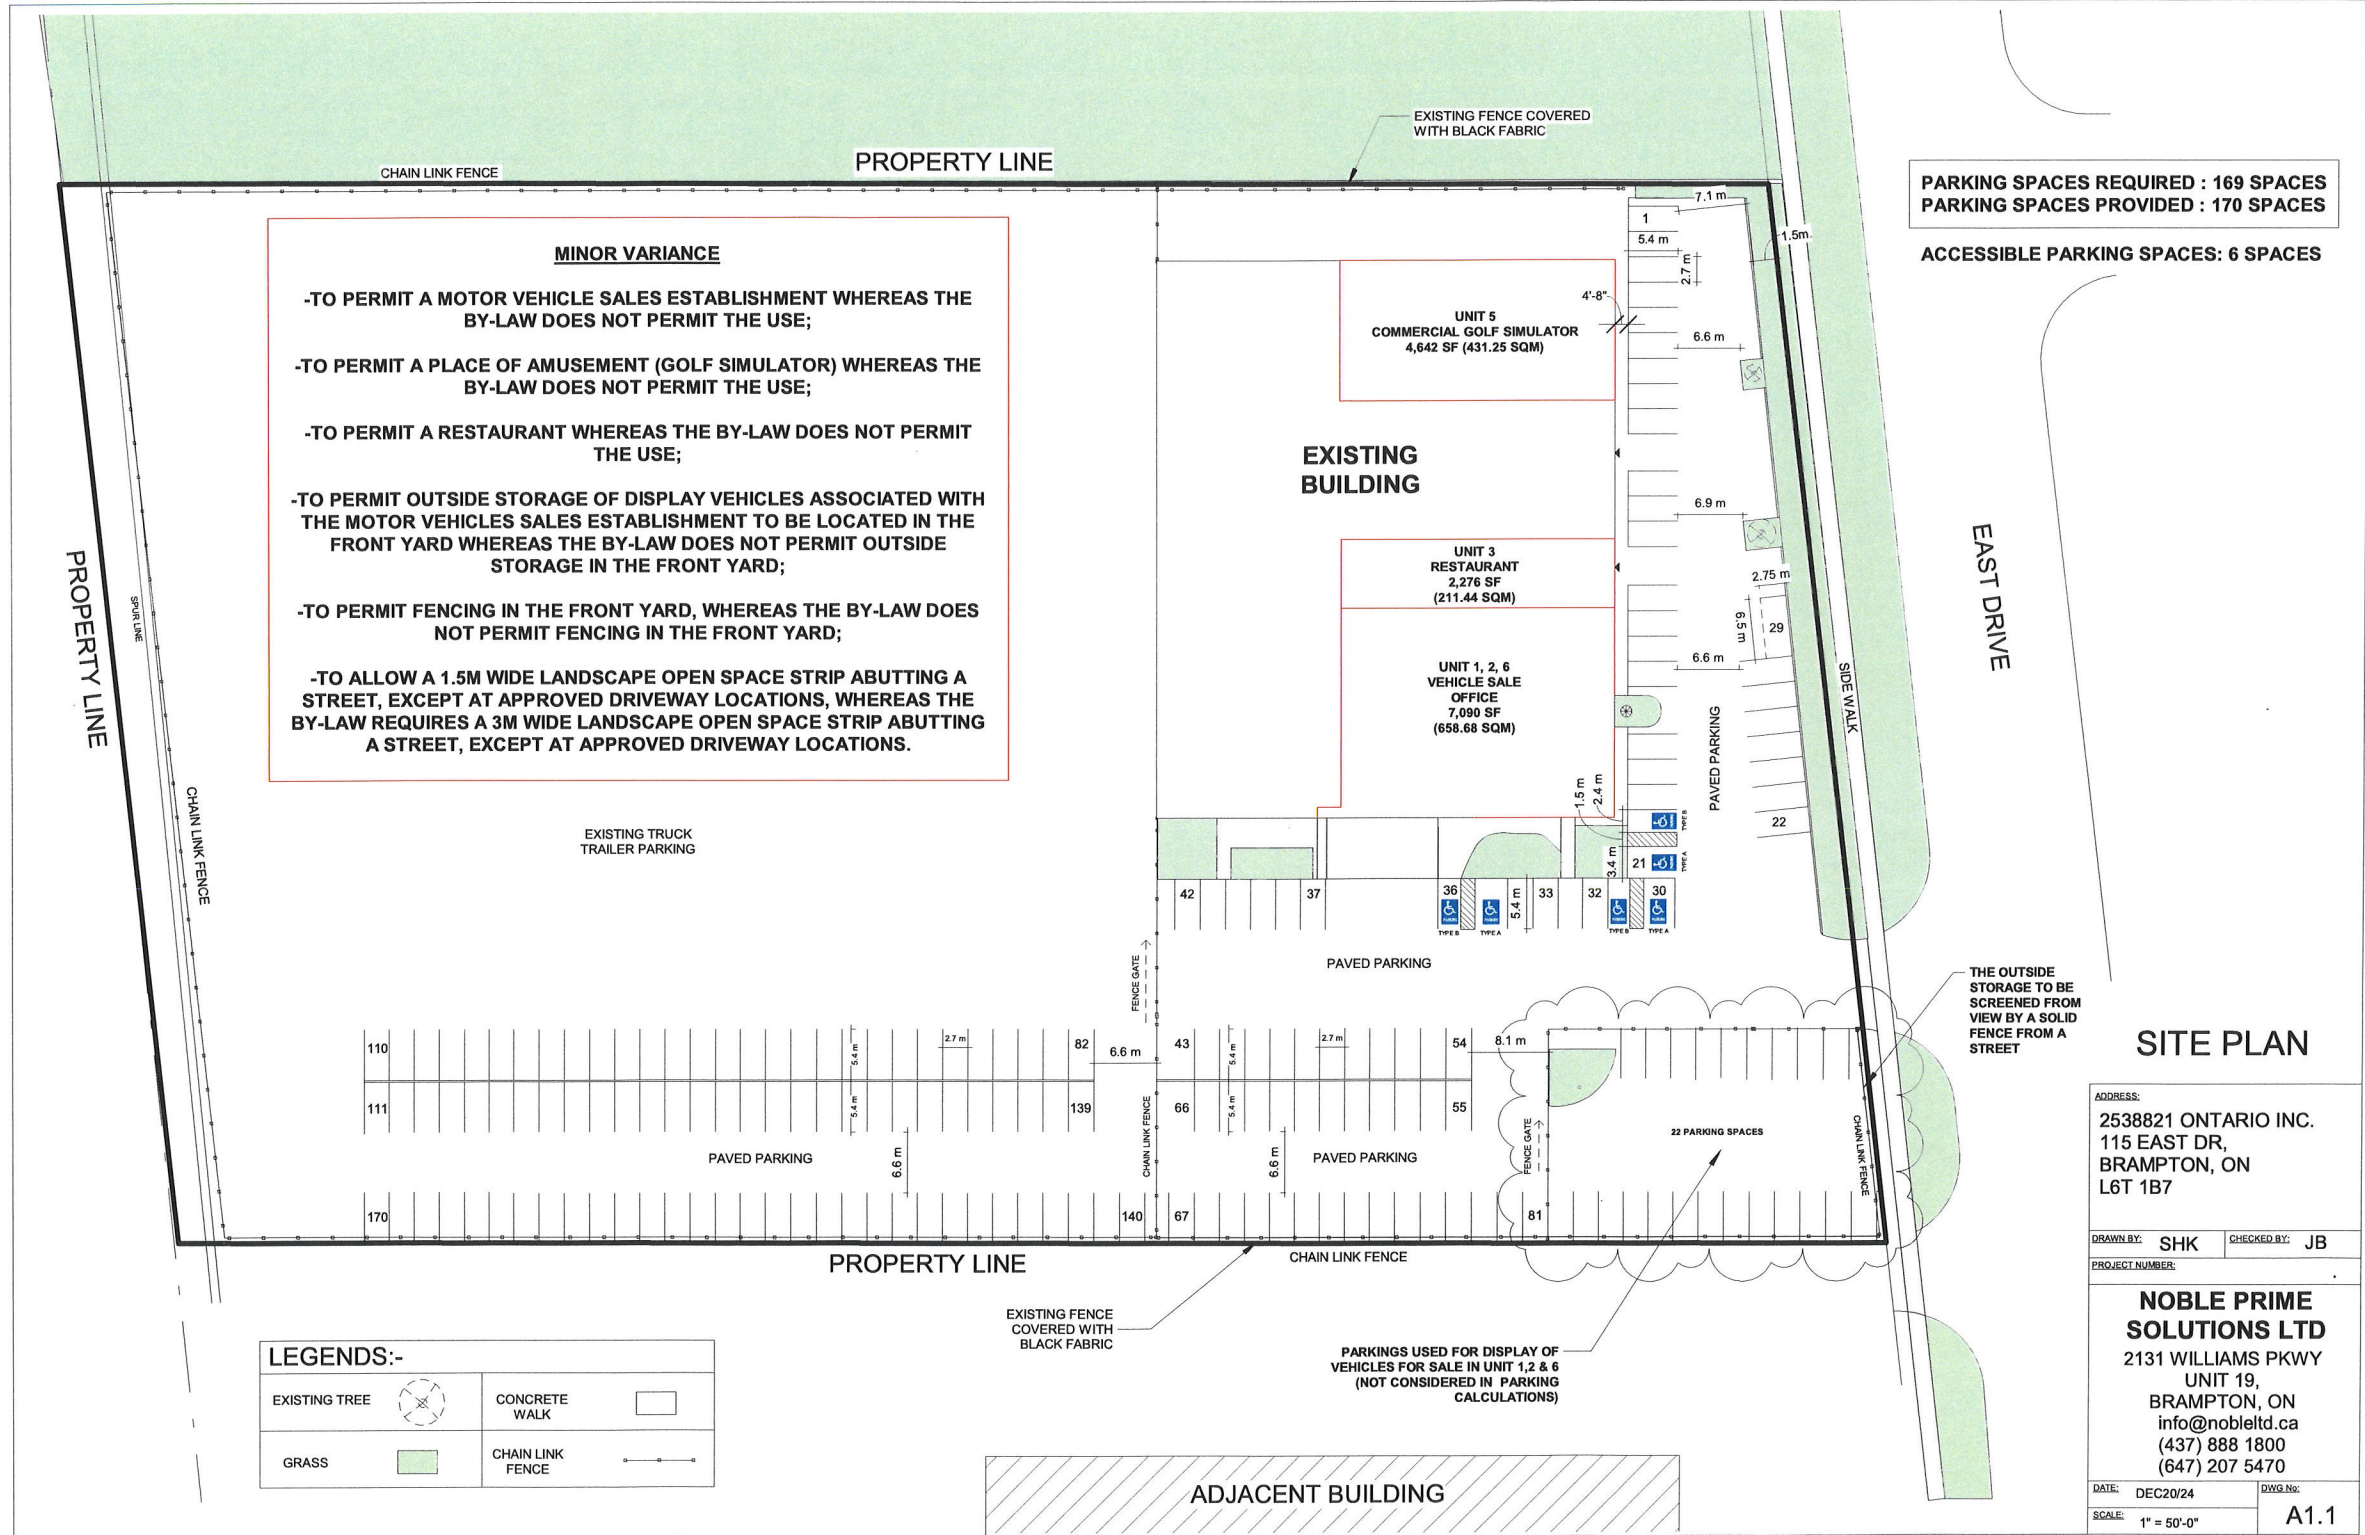 EXISTING FENCE COVERED
WITH BLACK FABRIC
PROPERTY LINE
CHAIN LINK FENCE
PARKING SPACES REQUIRED : 169 SPACES
PARKING SPACES PROVIDED : 170 SPACES
ACCESSIBLE PARKING SPACES: 6 SPACES
MINOR VARIANCE
-TO PERMIT A MOTOR VEHICLE SALES ESTABLISHMENT WHEREAS THE
BY-LAW DOES NOT PERMIT THE USE;
-TO PERMIT A PLACE OF AMUSEMENT (GOLF SIMULATOR) WHEREAS THE
BY-LAW DOES NOT PERMIT THE USE;
-TO PERMIT A RESTAURANT WHEREAS THE BY-LAW DOES NOT PERMIT
THE USE;
-TO PERMIT OUTSIDE STORAGE OF DISPLAY VEHICLES ASSOCIATED WITH
THE MOTOR VEHICLES SALES ESTABLISHMENT TO BE LOCATED IN THE
FRONT YARD WHEREAS THE BY-LAW DOES NOT PERMIT OUTSIDE
STORAGE IN THE FRONT YARD;
-TO PERMIT FENCING IN THE FRONT YARD, WHEREAS THE BY-LAW DOES
NOT PERMIT FENCING IN THE FRONT YARD;
-TO ALLOW A 1.5M WIDE LANDSCAPE OPEN SPACE STRIP ABUTTING A
STREET, EXCEPT AT APPROVED DRIVEWAY LOCATIONS, WHEREAS THE
BY-LAW REQUIRES A 3M WIDE LANDSCAPE OPEN SPACE STRIP ABUTTING
A STREET, EXCEPT AT APPROVED DRIVEWAY LOCATIONS.
PROPERTY LINE
SPUR LINE
CHAIN LINK FENCE
EXISTING TRUCK
TRAILER PARKING
7.1 m
1
5.4 m
1.5m
2.7 m
4'-8"
UNIT 5
COMMERCIAL GOLF SIMULATOR
4,642 SF (431.25 SQM)
6.6 m
EXISTING
BUILDING
6.9 m
UNIT 3
RESTAURANT
2,276 SF
(211.44 SQM)
2.75 m
6.5 m
29
6.6 m
UNIT 1, 2, 6
VEHICLE SALE
OFFICE
7,090 SF
(658.68 SQM)
PAVED PARKING
1.5 m
2.4 m
22
TYPE B
3.4 m
21
TYPE A
EAST DRIVE
SIDE WALK
42
37
36
5.4 m
33
32
30
TYPE B
TYPE A
TYPE B
TYPE A
FENCE GATE
PAVED PARKING
THE OUTSIDE
STORAGE TO BE
SCREENED FROM
VIEW BY A SOLID
FENCE FROM A
STREET
110
5.4 m
2.7 m
82
6.6 m
43
5.4 m
2.7 m
54
8.1 m
111
5.4 m
139
CHAIN LINK FENCE
66
5.4 m
55
FENCE GATE
22 PARKING SPACES
CHAIN LINK FENCE
PAVED PARKING
6.6 m
6.6 m
PAVED PARKING
170
140
67
81
PROPERTY LINE
CHAIN LINK FENCE
EXISTING FENCE
COVERED WITH
BLACK FABRIC
PARKINGS USED FOR DISPLAY OF
VEHICLES FOR SALE IN UNIT 1,2 & 6
(NOT CONSIDERED IN PARKING
CALCULATIONS)
LEGENDS:-
EXISTING TREE
CONCRETE
WALK
GRASS
CHAIN LINK
FENCE
ADJACENT BUILDING
SITE PLAN
ADDRESS:
2538821 ONTARIO INC.
115 EAST DR,
BRAMPTON, ON
L6T 1B7
DRAWN BY: SHK
CHECKED BY: JB
PROJECT NUMBER:
NOBLE PRIME
SOLUTIONS LTD
2131 WILLIAMS PKWY
UNIT 19,
BRAMPTON, ON
info@nobleltd.ca
(437) 888 1800
(647) 207 5470
DATE: DEC20/24
DWG No:
SCALE: 1" = 50'-0"
A1.1